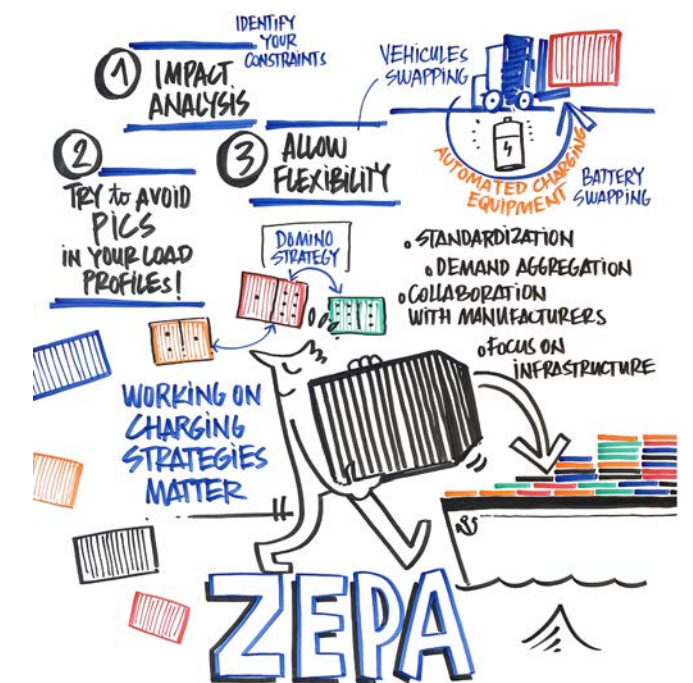 IDENTIFY
YOUR
CONSTRAINTS
1 IMPACT
ANALYSIS
2
TRY to AVOID
PICS
IN YOUR LOAD
PROFILES!
3 ALLOW
FLEXIBILITY
VEHICULES
SWAPPING
AUTOMATED CHARGING
EQUIPMENT
BATTERY
SWAPPING
DOMINO
STRATEGY
STANDARDIZATION
DEMAND AGGREGATION
COLLABORATION
WITH MANUFACTURERS
FOCUS ON
INFRASTRUCTURE
WORKING ON
CHARGING
STRATEGIES
MATTER
ZEPA